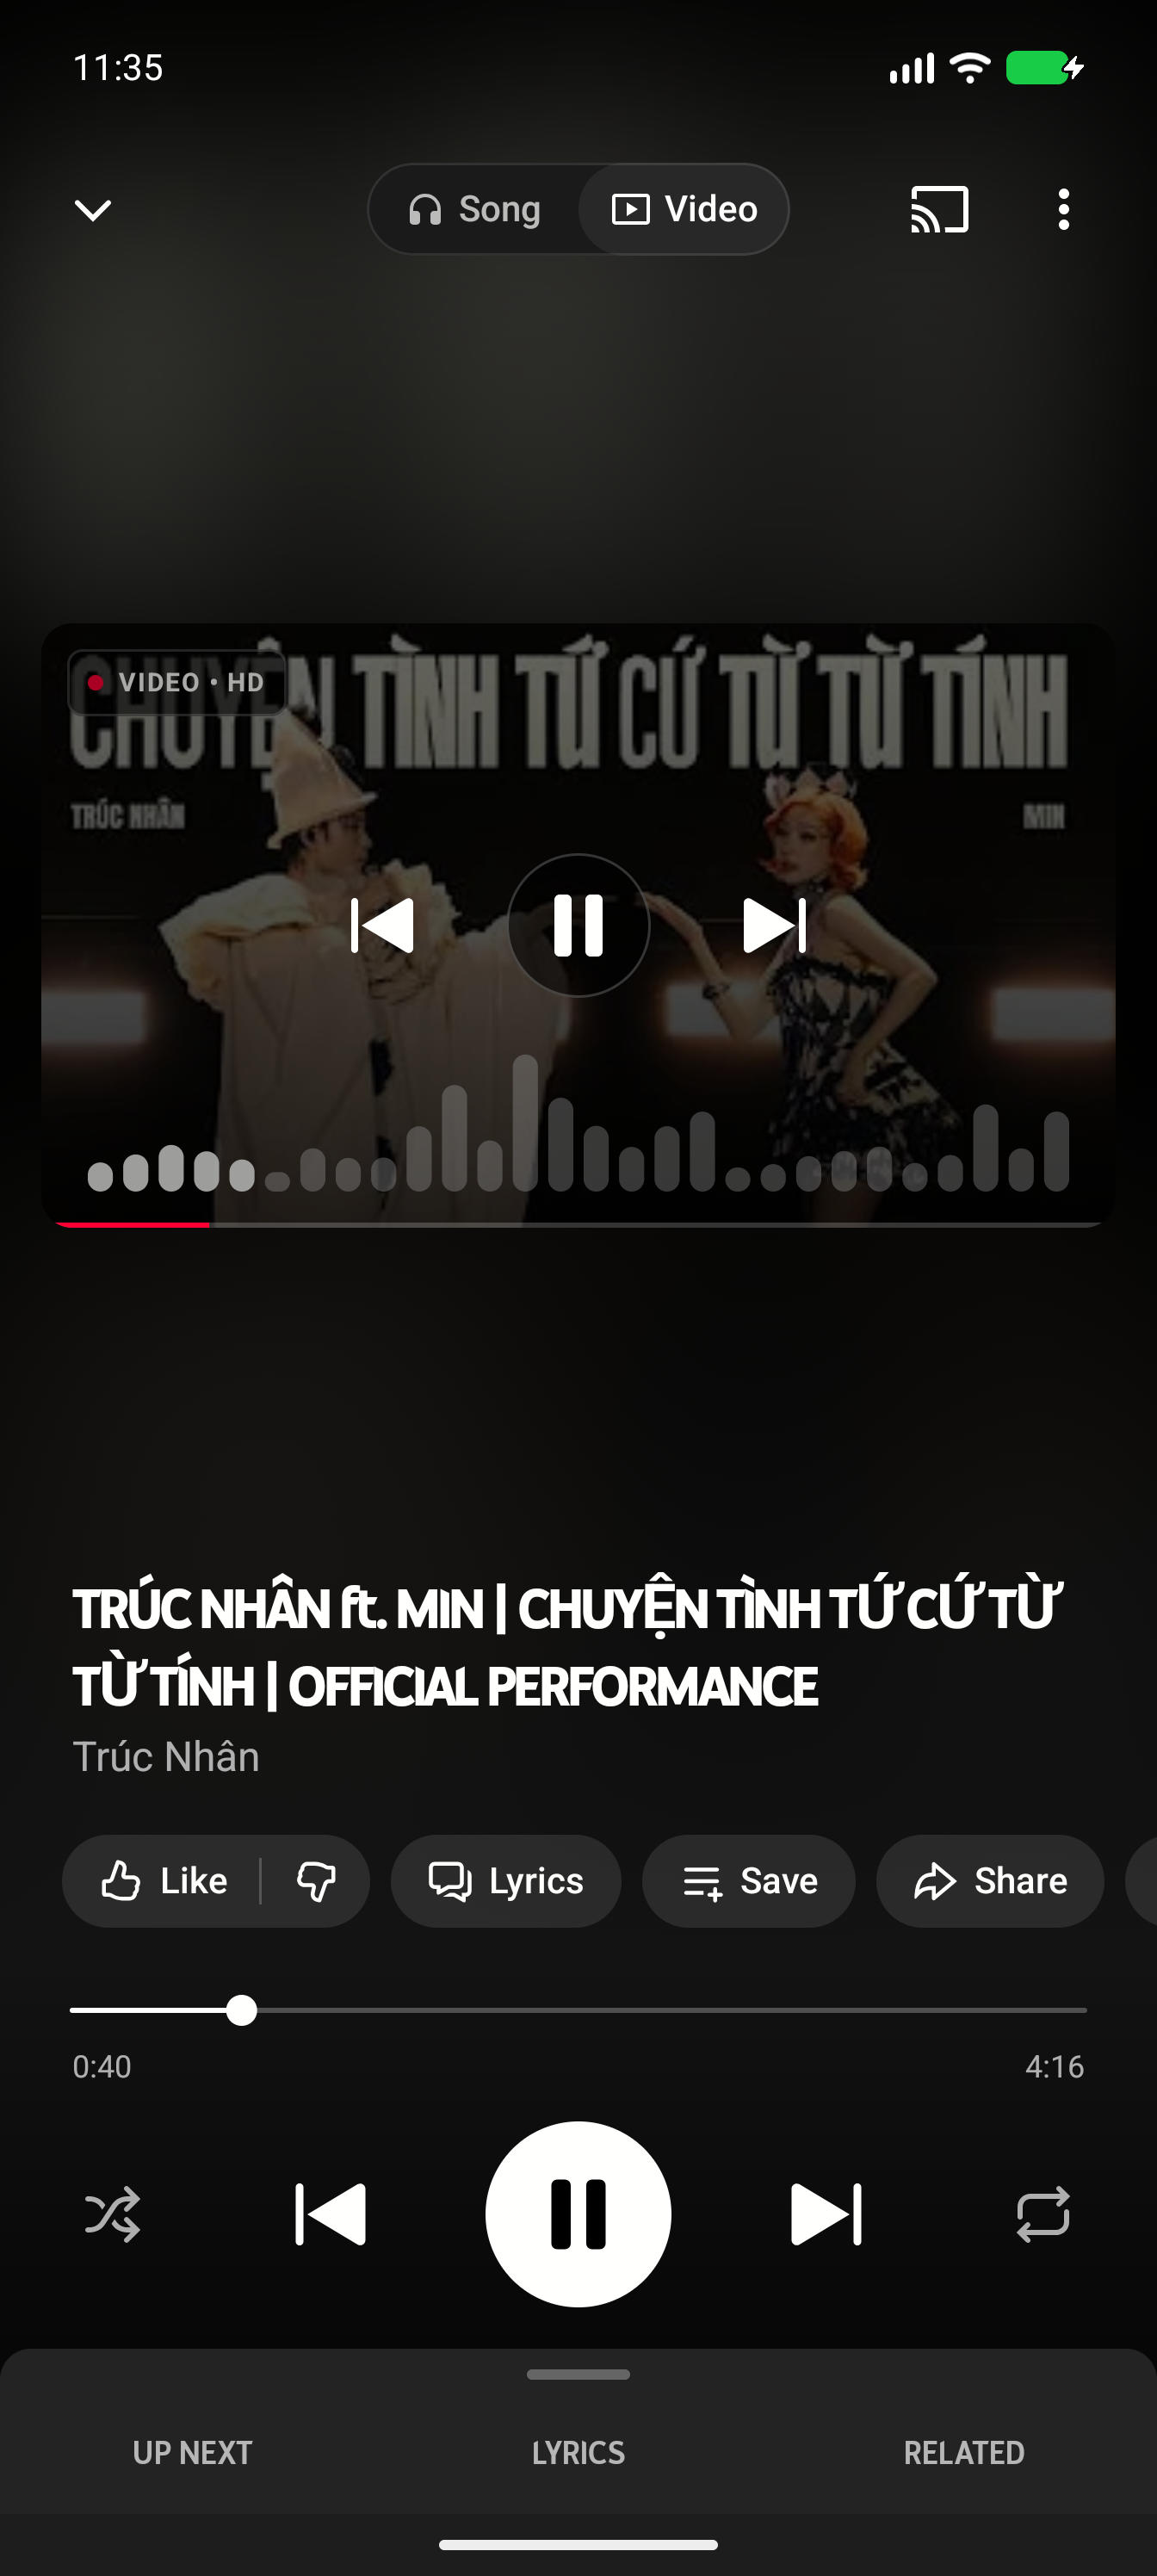 11:35
Song
Video
CHUYỆN TÌNH TỨ CỨ TỪ TỪ TÍNH
VIDEO • HD
TRÚC NHÂN
MIN
TRÚC NHÂN ft. MIN | CHUYỆN TÌNH TỨ CỨ TỪ
TỪ TÍNH | OFFICIAL PERFORMANCE
Trúc Nhân
Like
Lyrics
Save
Share
0:40
4:16
UP NEXT
LYRICS
RELATED